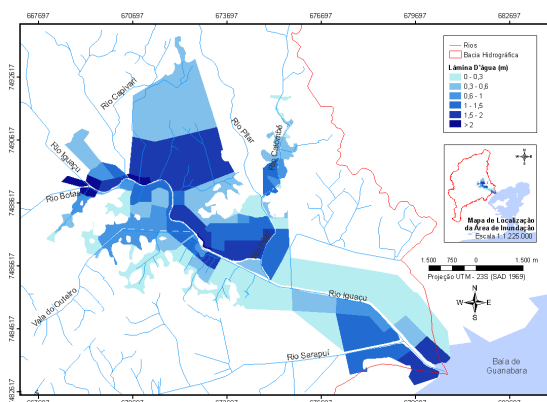 667697 670697 673697 676697 679697 682697
Rios
Bacia Hidrográfica
Lâmina D'água (m)
0 - 0,3
0,3 - 0,6
0,6 - 1
1 - 1,5
1,5 - 2
> 2
7492617
7490617
7488617
7486617
7484617
7482617
Rio Capivari
Rio Pilar
Rio Calombé
Rio Iguaçu
Rio Botas
Mapa de Localização
da Área de Inundação
Escala 1:1.225.000
1.500 750 0 1.500 m
Projeção UTM - 23S (SAD 1969)
N
W E
S
Vala do Outeiro
Rio Iguaçu
Rio Sarapuí
Baía de
Guanabara